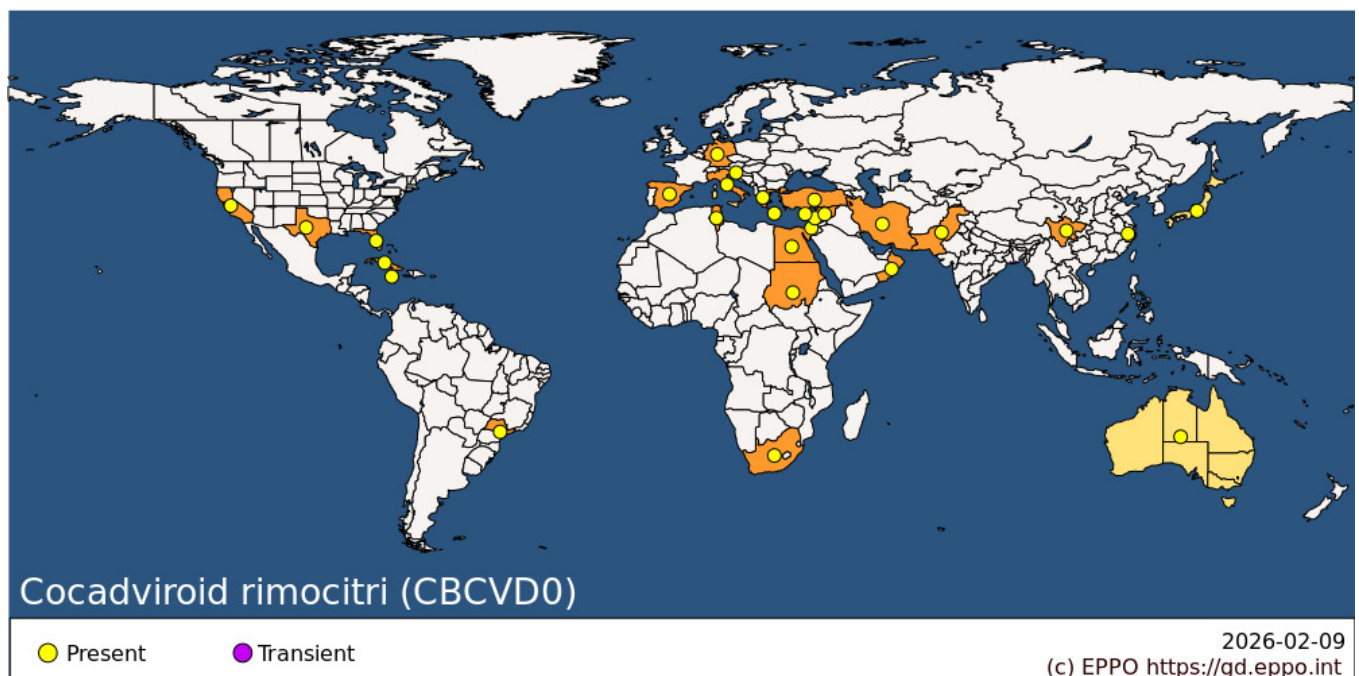 Cocadviroid rimocitri (CBCVD0)
Present
Transient
2026-02-09
(c) EPPO https://gd.eppo.int